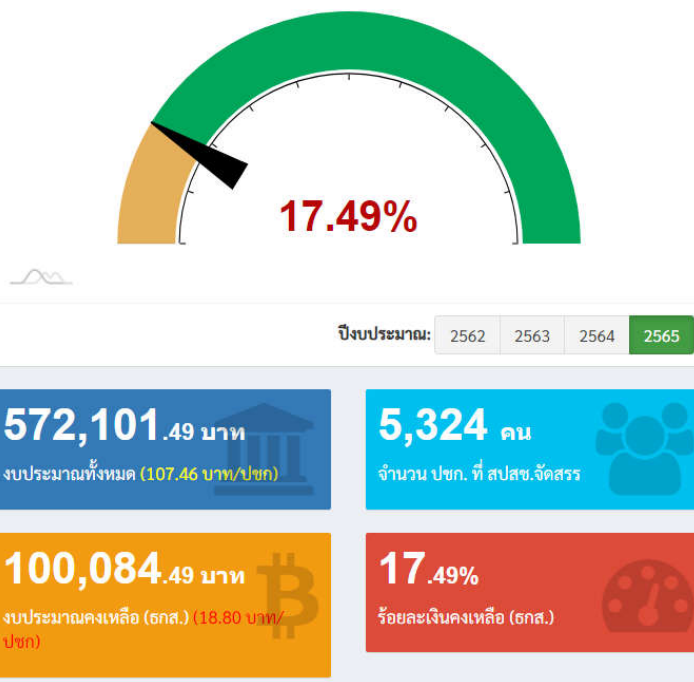 17.49%
ปีงบประมาณ: 2562 2563 2564 2565
572,101.49 บาท
งบประมาณทั้งหมด (107.46 บาท/ปชก)
5,324 คน
จำนวน ปชก. ที่ สปสช.จัดสรร
100,084.49 บาท
งบประมาณคงเหลือ (ธกส.) (18.80 บาท/
ปชก)
17.49%
ร้อยละเงินคงเหลือ (ธกส.)